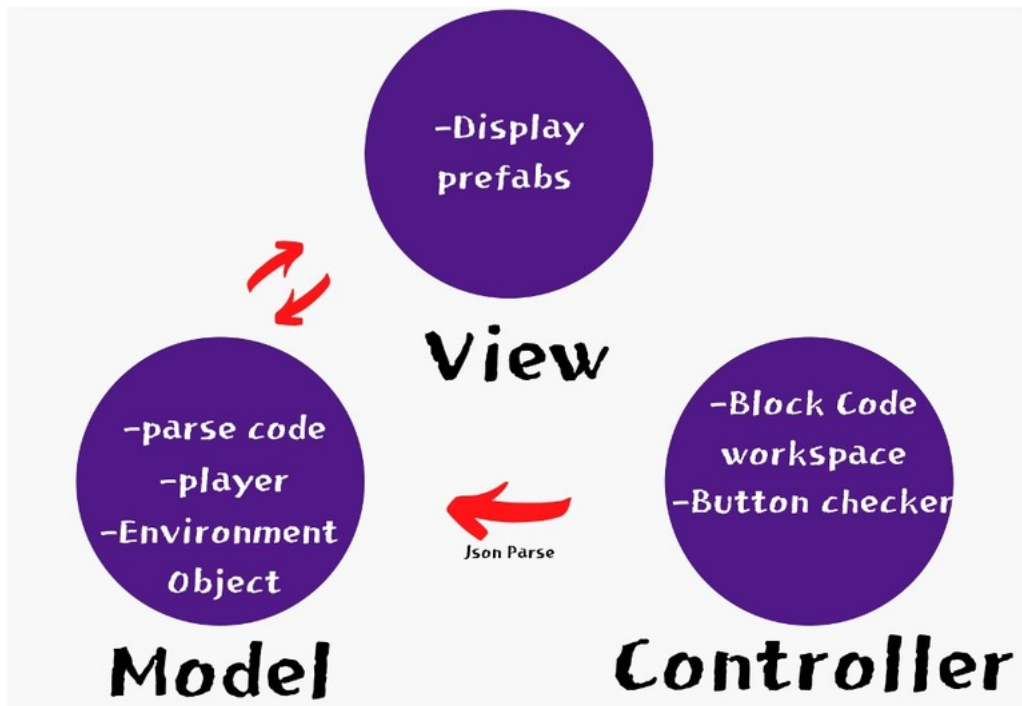 -Display
prefabs
View
-parse code
-player
-Environment
Object
Model
Json Parse
-Block Code
workspace
-Button checker
Controller